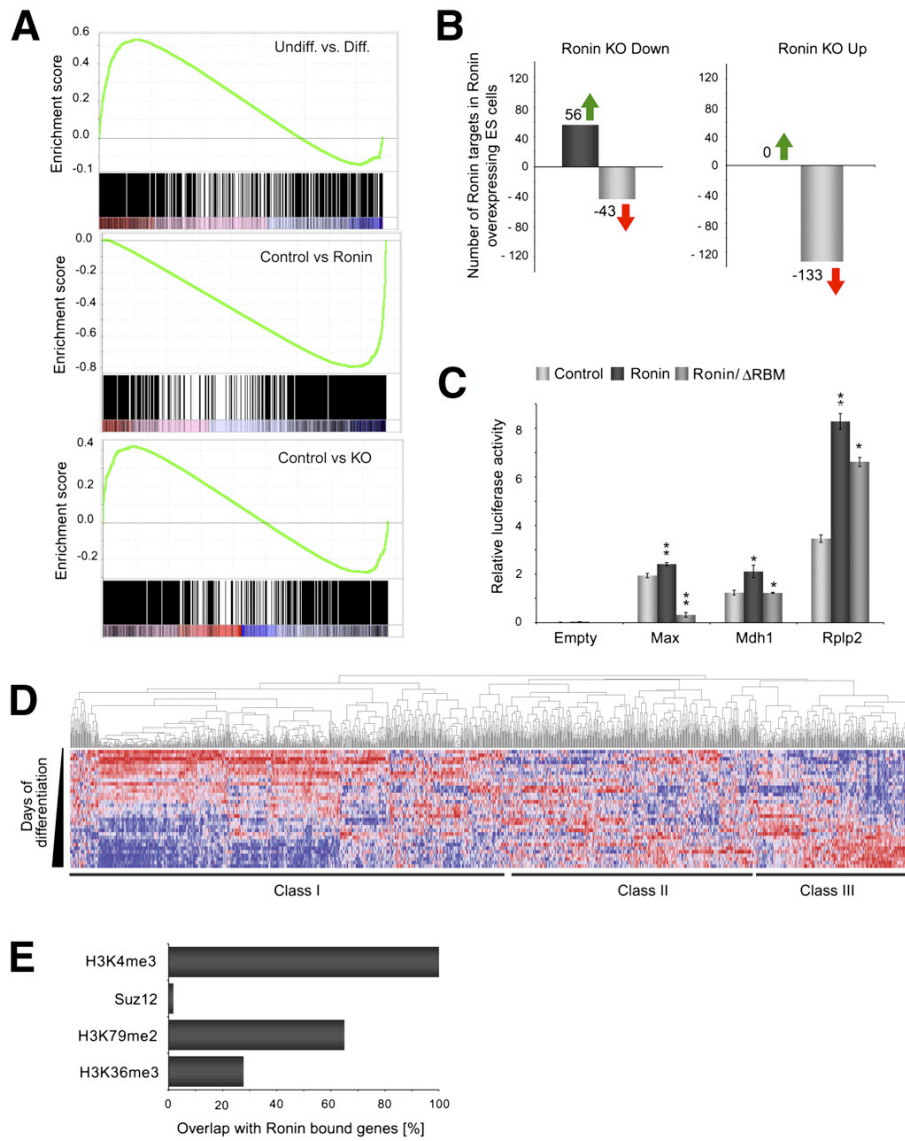 A
Undiff. vs. Diff.
Enrichment score
0.6
0.4
0.2
0.0
-0.1
Control vs Ronin
0.0
-0.2
-0.4
-0.6
-0.8
Control vs KO
Enrichment score
0.4
0.2
0.0
-0.2
B
Ronin KO Down
Ronin KO Up
Number of Ronin targets in Ronin
overexpressing ES cells
120
80
40
0
- 40
- 80
- 120
56
-43
120
80
40
0
- 40
- 80
- 120
0
-133
C
Control Ronin Ronin/ ΔRBM
Relative luciferase activity
8
6
4
2
0
** ** * * ** *
Empty Max Mdh1 Rplp2
D
Days of
differentiation
Class I Class II Class III
E
H3K4me3
Suz12
H3K79me2
H3K36me3
0 20 40 60 80 100
Overlap with Ronin bound genes [%]